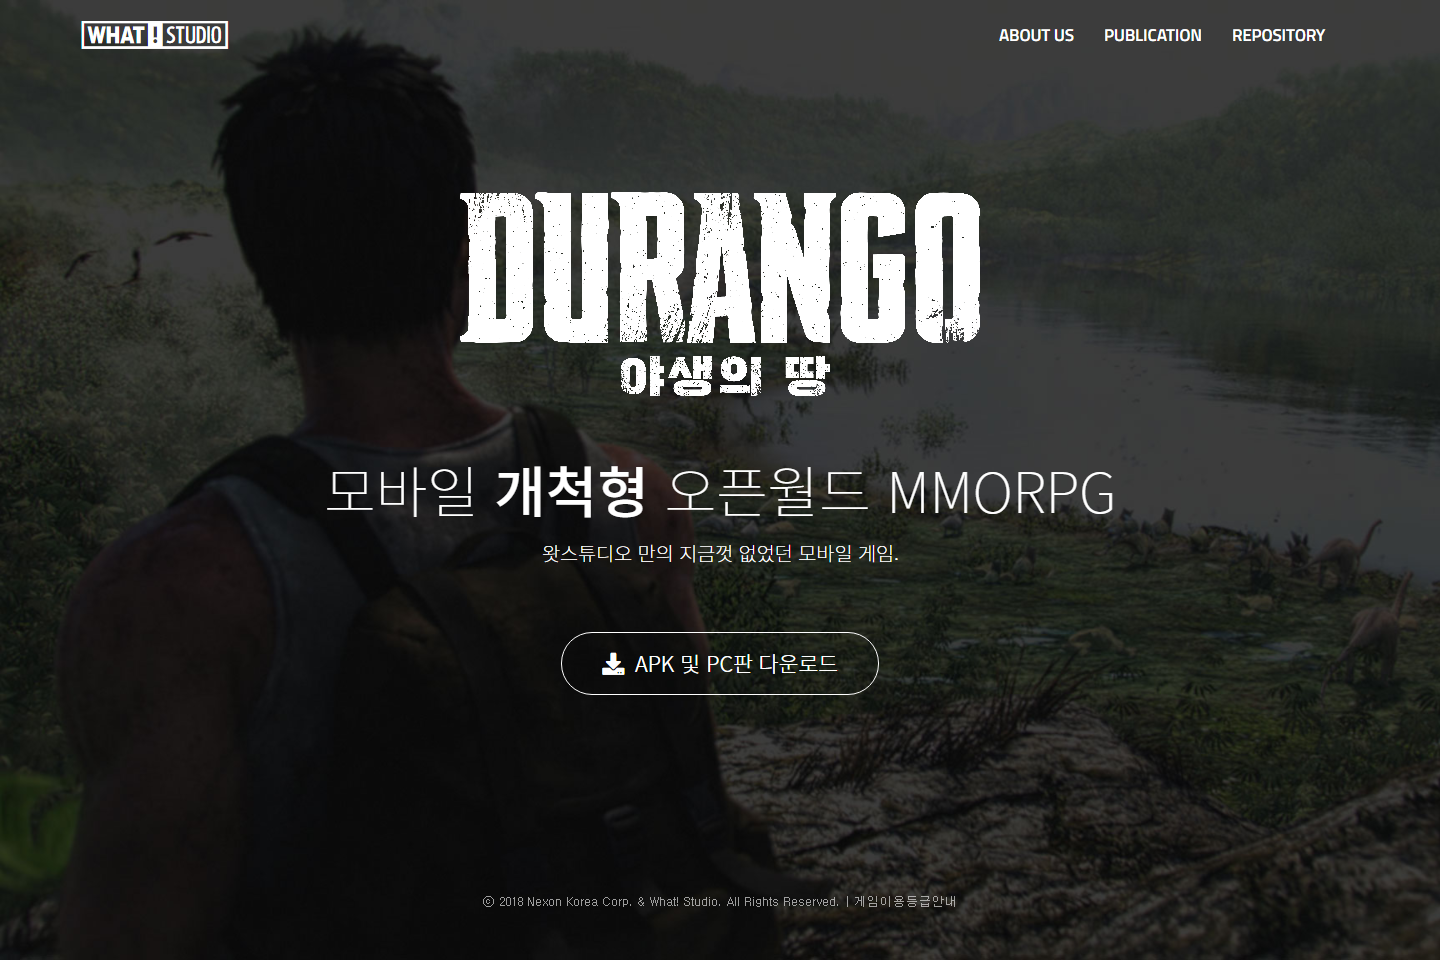 WHAT! STUDIO
ABOUT US PUBLICATION REPOSITORY
DURANGO
야생의 땅
모바일 개척형 오픈월드 MMORPG
왓스튜디오 만의 지금껏 없었던 모바일 게임.
APK 및 PC판 다운로드
ⓒ 2018 Nexon Korea Corp. & What! Studio. All Rights Reserved. | 게임이용등급안내